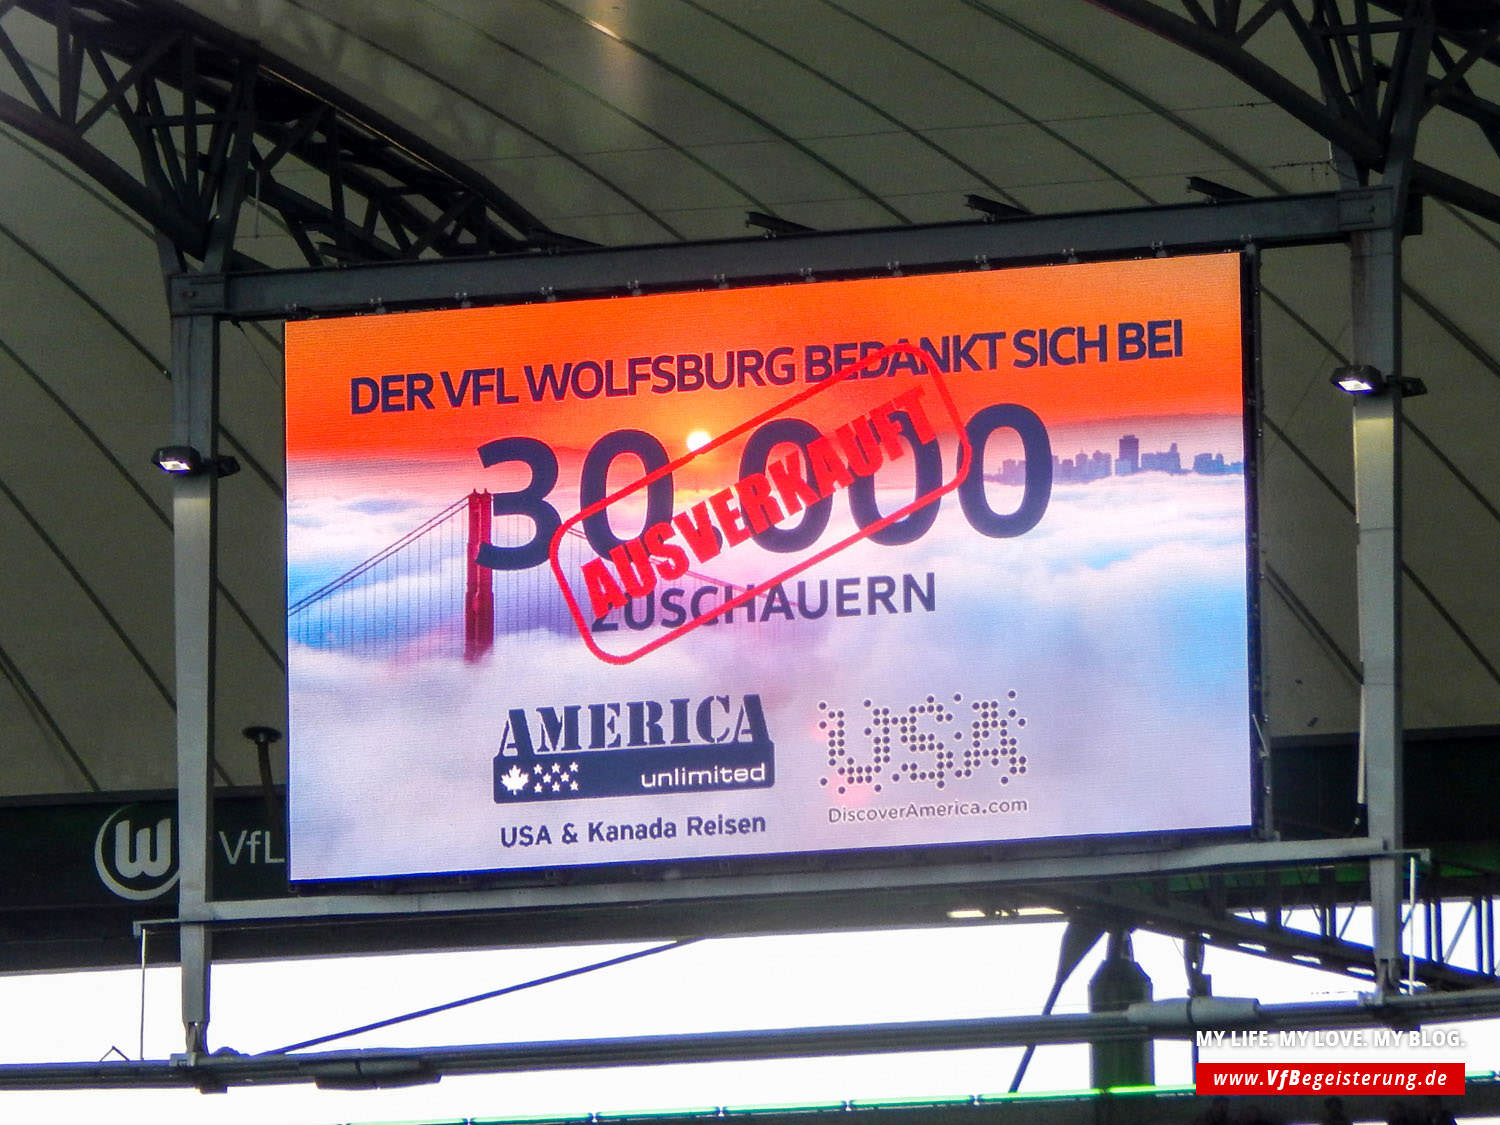 DER VFL WOLFSBURG BEDANKT SICH BEI
30.000
AUSVERKAUFT
ZUSCHAUERN
AMERICA
unlimited
USA & Kanada Reisen
USA
DiscoverAmerica.com
W VfL
MY LIFE. MY LOVE. MY BLOG.
www.VfBegeisterung.de